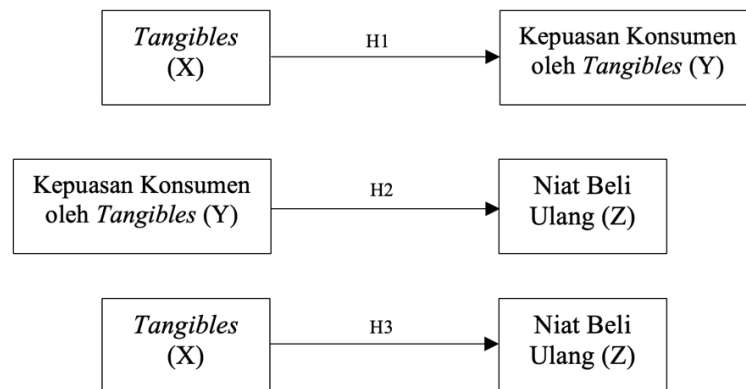 Tangibles
(X)
H1
Kepuasan Konsumen
oleh Tangibles (Y)
Kepuasan Konsumen
oleh Tangibles (Y)
H2
Niat Beli
Ulang (Z)
Tangibles
(X)
H3
Niat Beli
Ulang (Z)